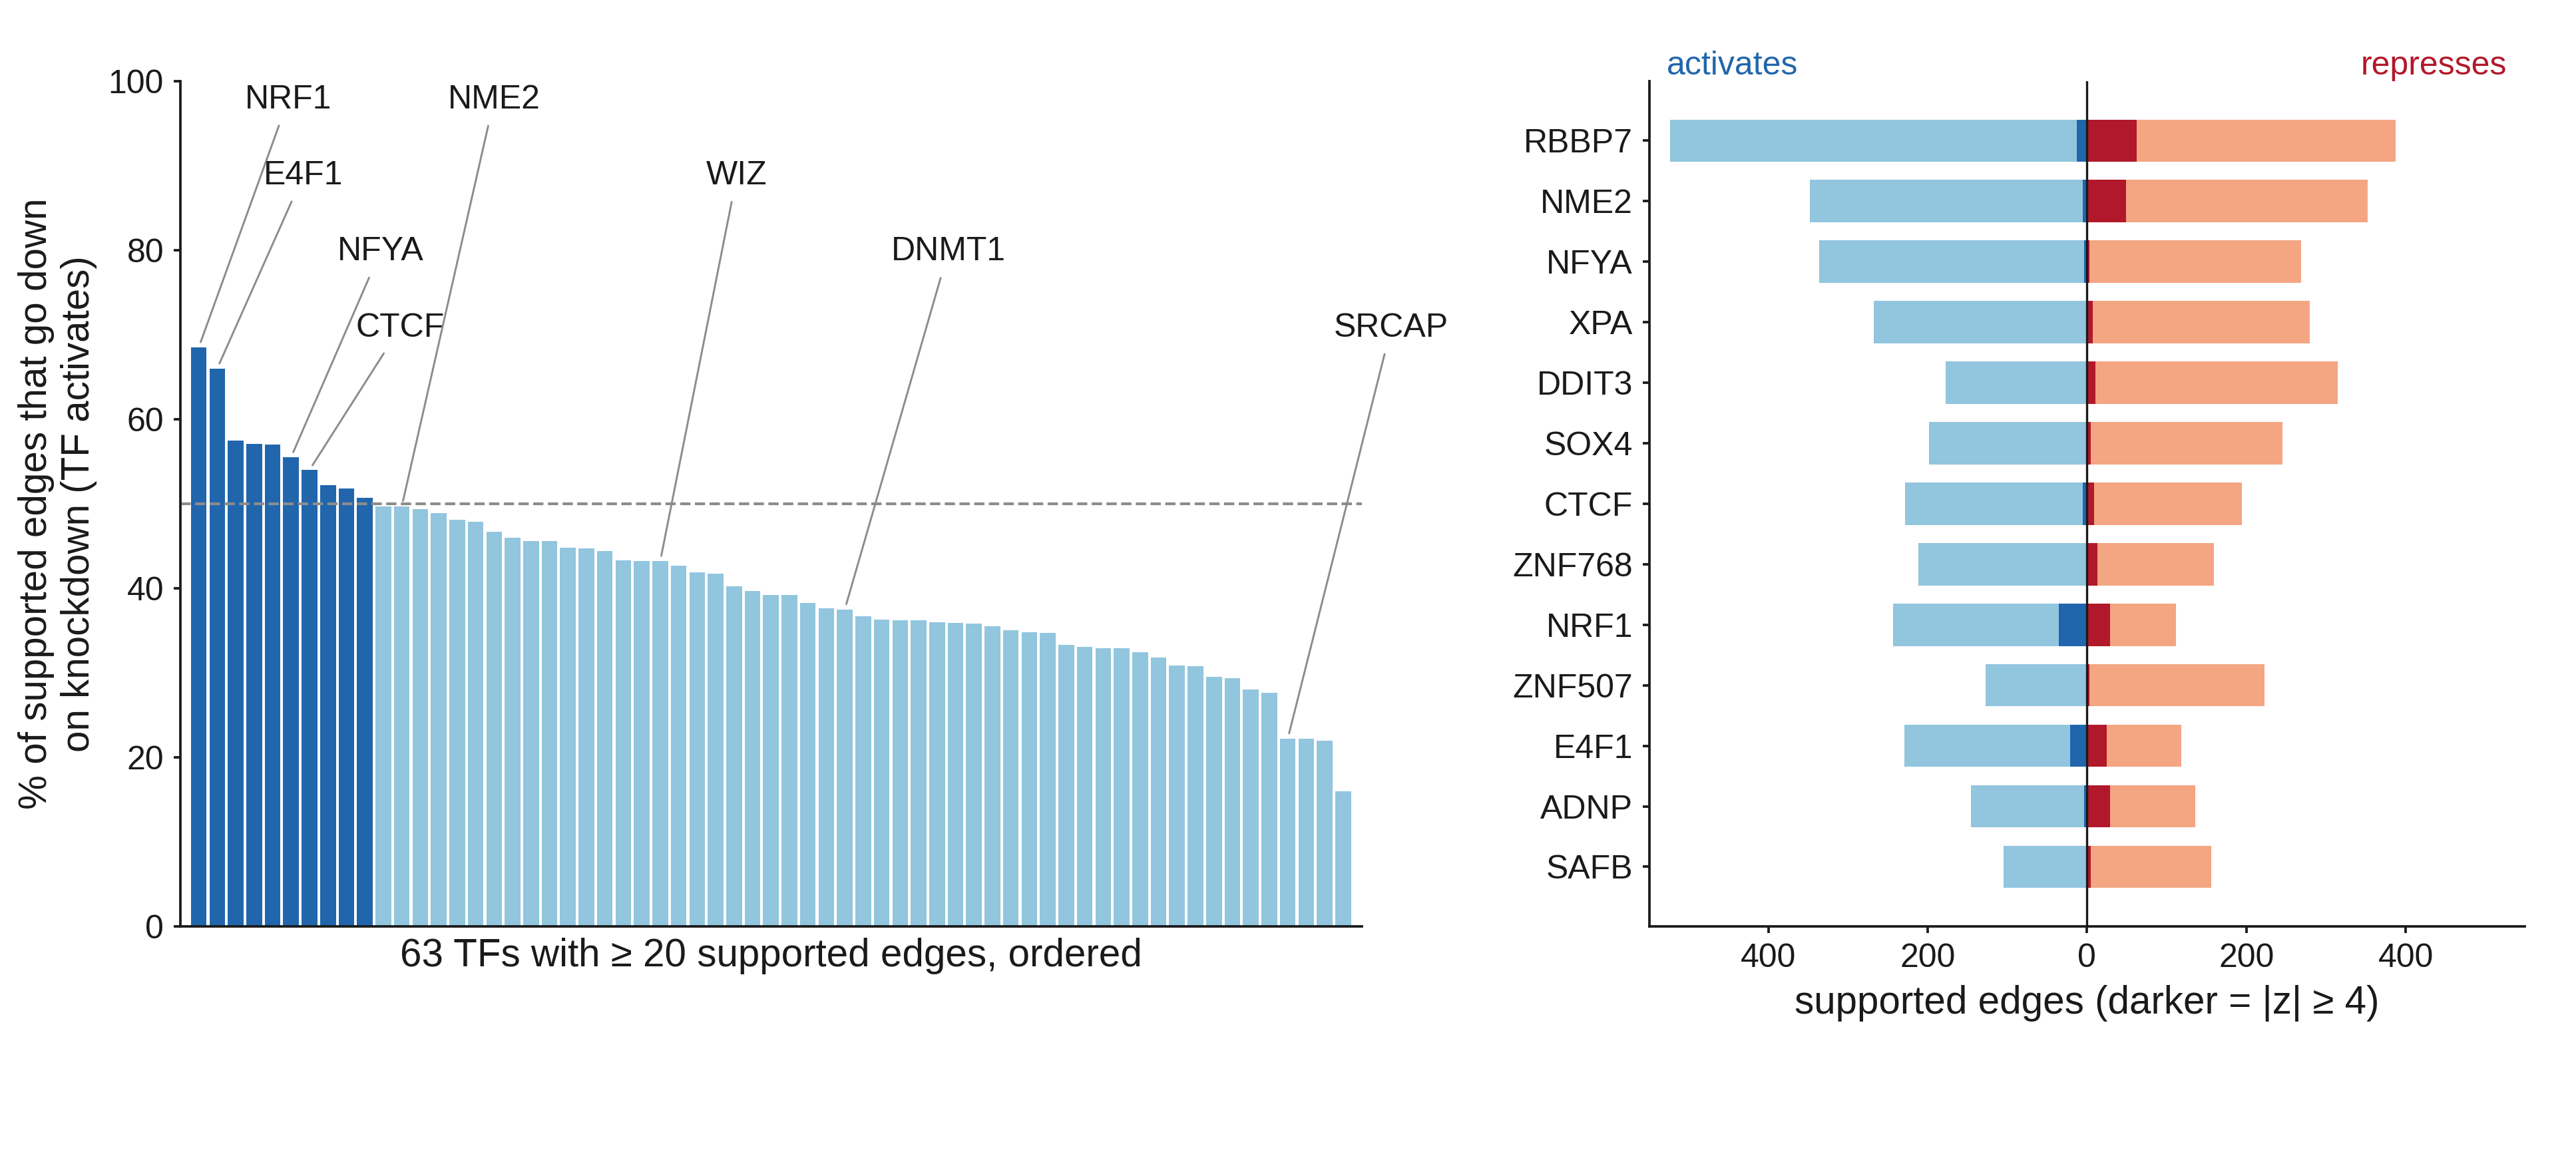 % of supported edges that go down
on knockdown (TF activates)
100
80
60
40
20
0
NRF1
NME2
E4F1
WIZ
NFYA
DNMT1
CTCF
SRCAP
63 TFs with ≥ 20 supported edges, ordered
activates
represses
RBBP7
NME2
NFYA
XPA
DDIT3
SOX4
CTCF
ZNF768
NRF1
ZNF507
E4F1
ADNP
SAFB
400 200 0 200 400
supported edges (darker = |z| ≥ 4)